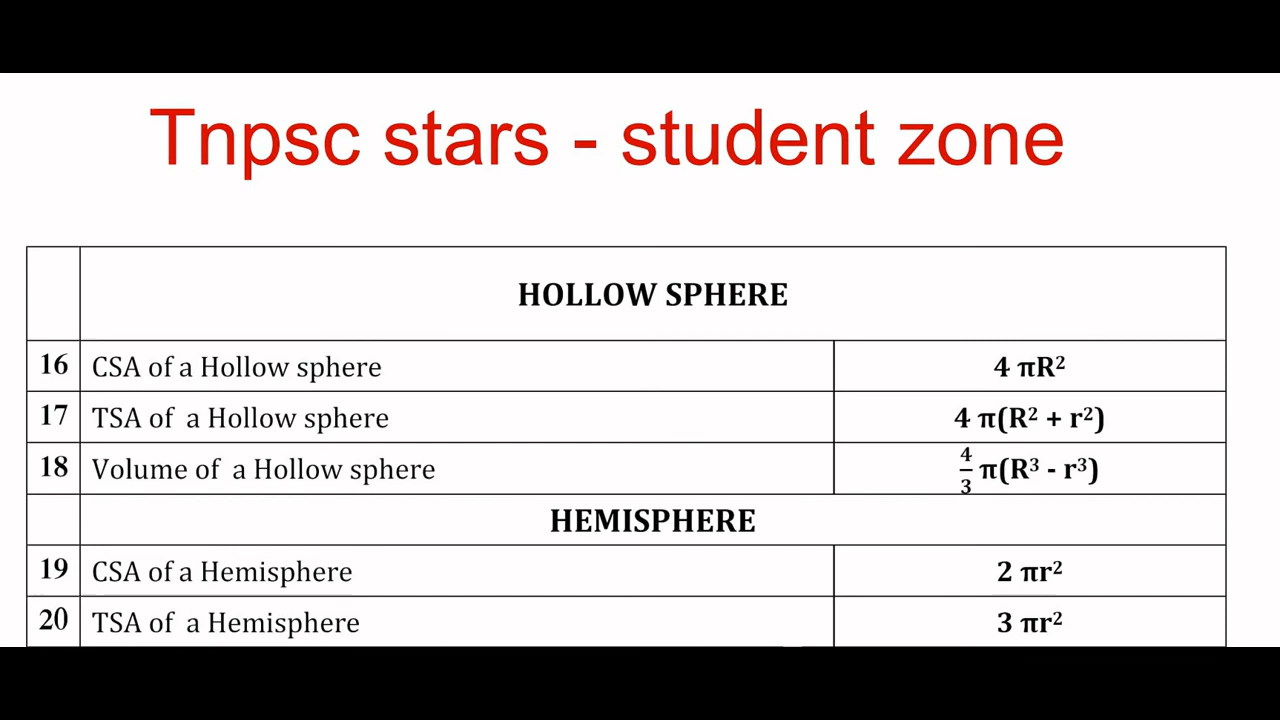 Tnpsc stars - student zone
HOLLOW SPHERE
16 CSA of a Hollow sphere 4 πR²
17 TSA of a Hollow sphere 4 π(R² + r²)
18 Volume of a Hollow sphere 4/3 π(R³ - r³)
HEMISPHERE
19 CSA of a Hemisphere 2 πr²
20 TSA of a Hemisphere 3 πr²